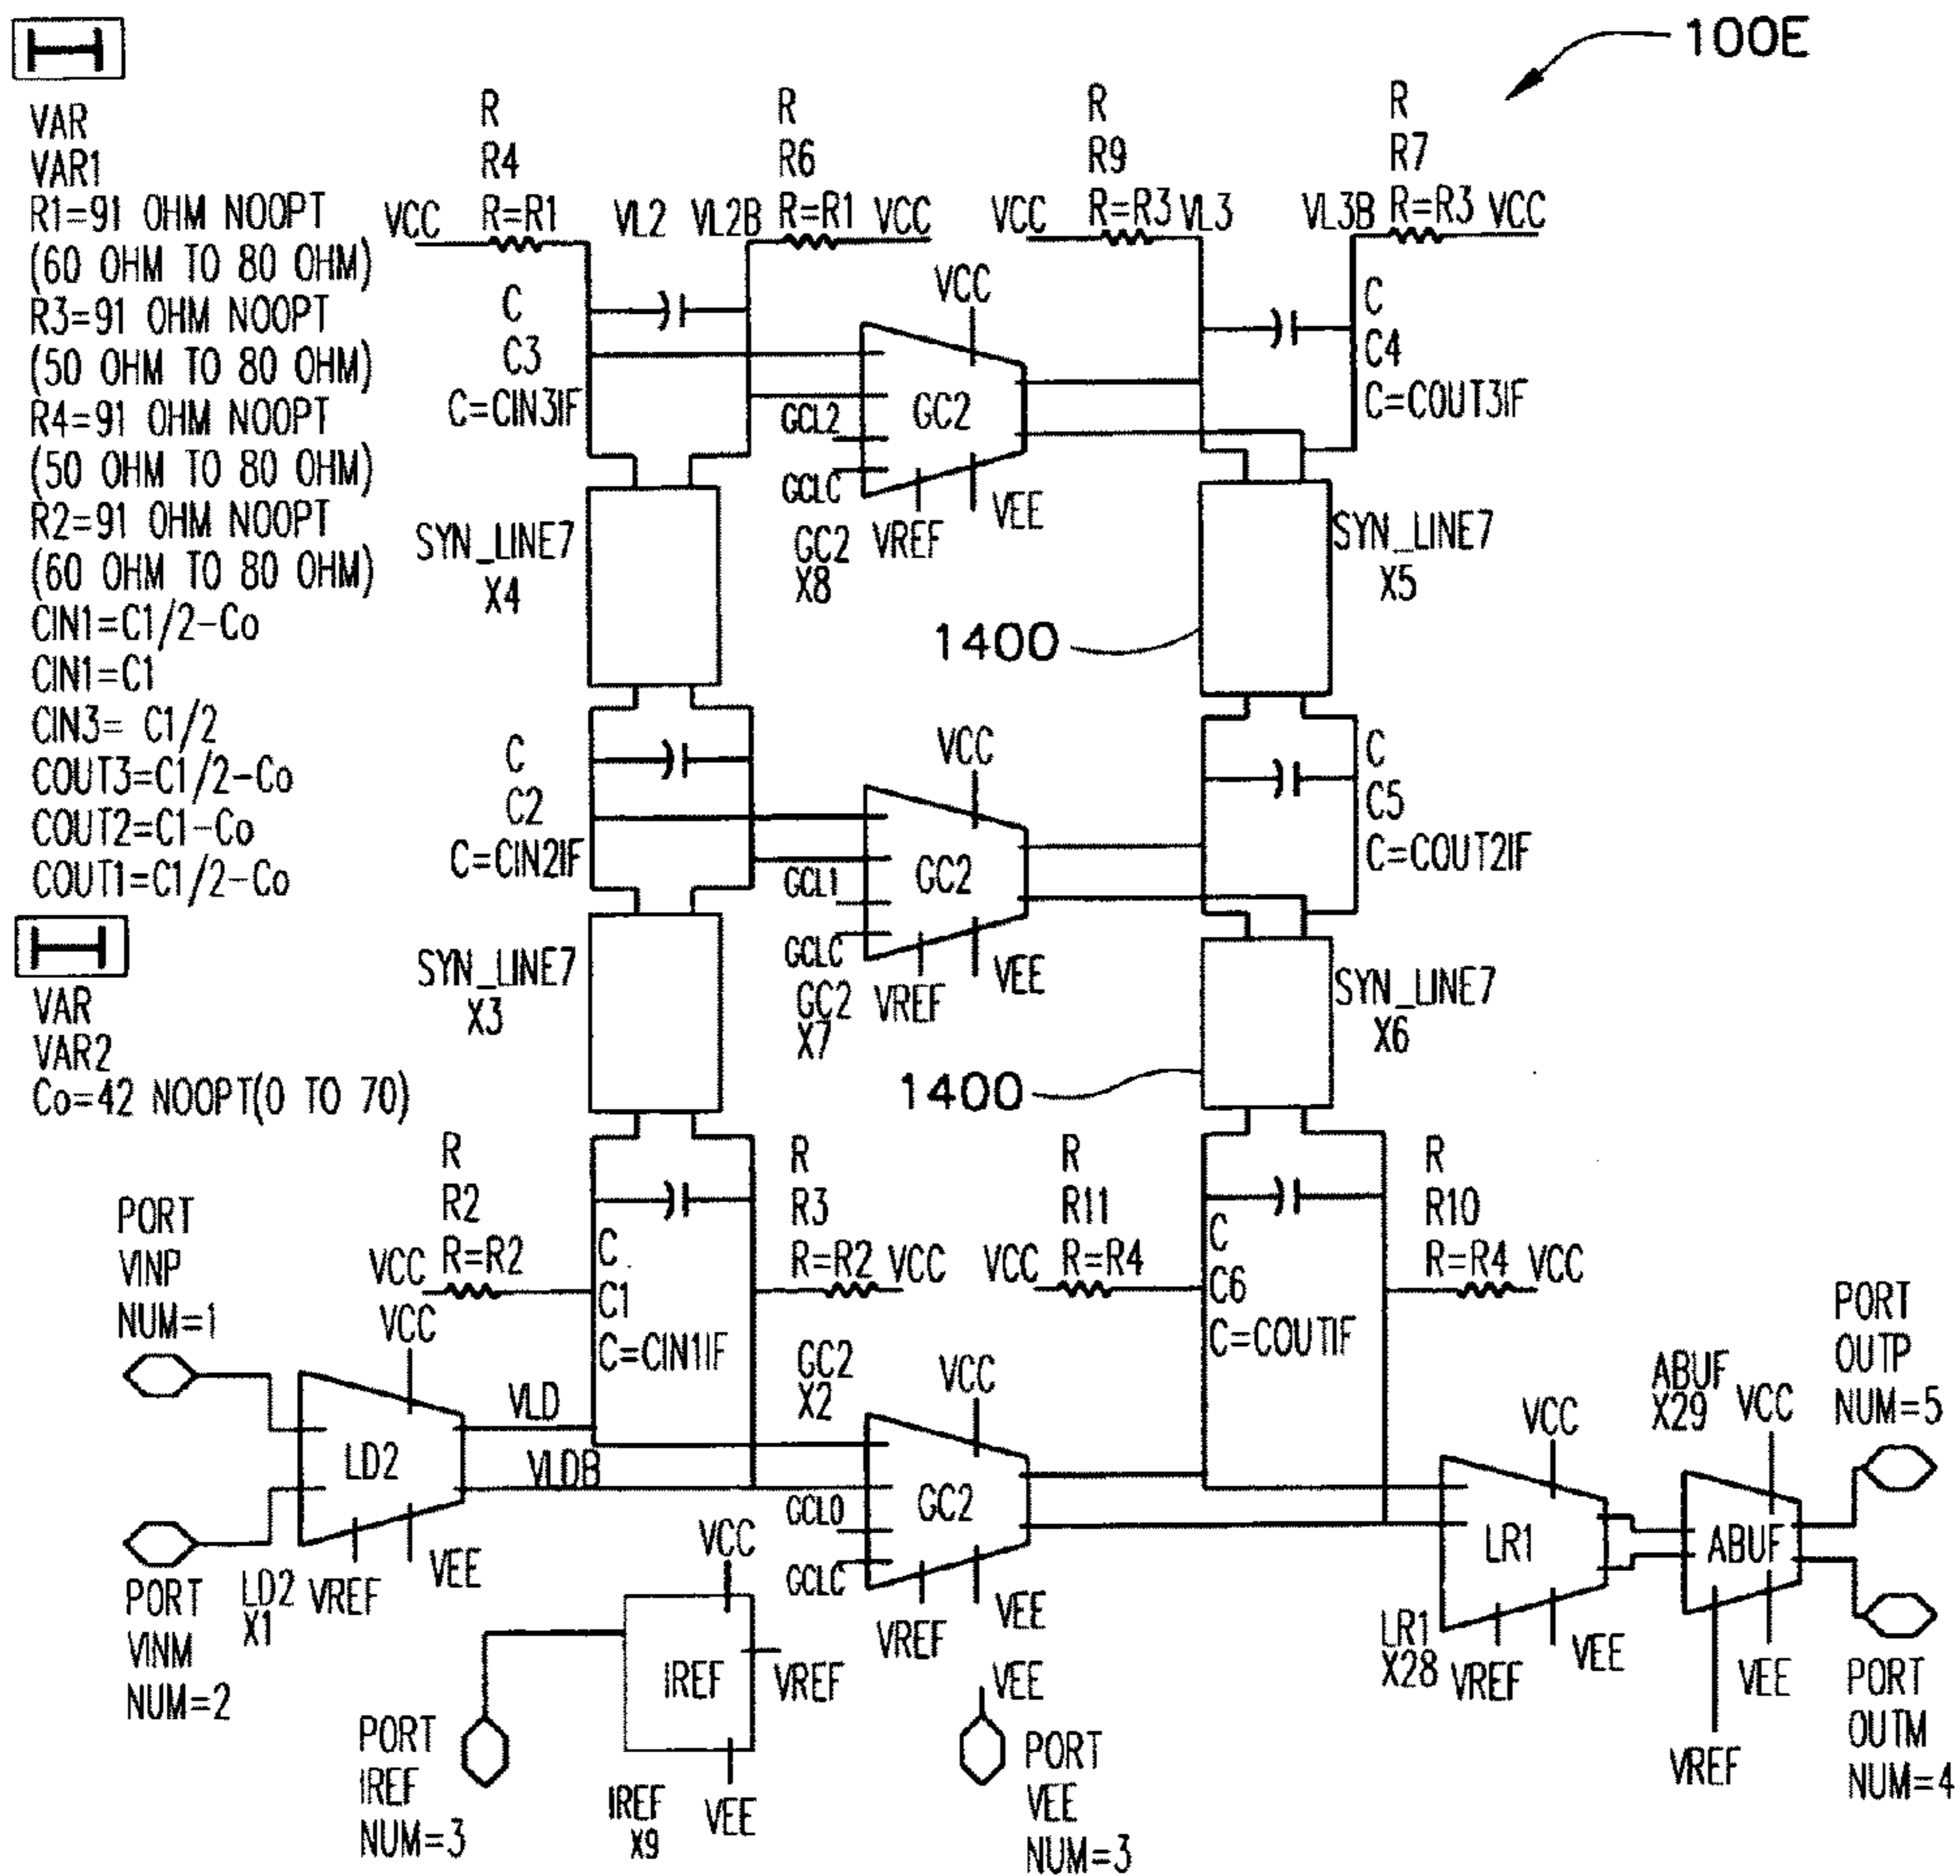 100E
VAR
VAR1
R1=91 OHM NOOPT
(60 OHM TO 80 OHM)
R3=91 OHM NOOPT
(50 OHM TO 80 OHM)
R4=91 OHM NOOPT
(50 OHM TO 80 OHM)
R2=91 OHM NOOPT
(60 OHM TO 80 OHM)
CIN1=C1/2-Co
CIN1=C1
CIN3= C1/2
COUT3=C1/2-Co
COUT2=C1-Co
COUT1=C1/2-Co
VAR
VAR2
Co=42 NOOPT(0 TO 70)
R
R4
R=R1
VCC
VL2
VL2B
R
R6
R=R1
VCC
R
R9
R=R3
VCC
VL3
VL3B
R
R7
R=R3
VCC
C
C3
C=CIN3IF
VCC
GC2
GCL2
GCLC
VREF
VEE
GC2
X8
C
C4
C=COUT3IF
SYN_LINE7
X4
SYN_LINE7
X5
1400
C
C2
C=CIN2IF
VCC
GC2
GCL1
GCLC
VREF
VEE
GC2
X7
C
C5
C=COUT2IF
SYN_LINE7
X3
SYN_LINE7
X6
1400
R
R2
R=R2
VCC
C
C1
C=CIN1IF
R
R3
R=R2
VCC
R
R11
R=R4
VCC
C
C6
C=COUTIF
R
R10
R=R4
VCC
PORT
VINP
NUM=1
VCC
LD2
VLD
VLDB
VREF
VEE
LD2
X1
PORT
VINM
NUM=2
GC2
X2
VCC
GC2
GCL0
GCLC
VREF
VEE
VCC
LR1
VREF
VEE
LR1
X28
ABUF
X29
VCC
ABUF
VEE
VREF
PORT
OUTP
NUM=5
PORT
OUTM
NUM=4
VCC
IREF
VREF
VEE
IREF
X9
PORT
IREF
NUM=3
VEE
PORT
VEE
NUM=3